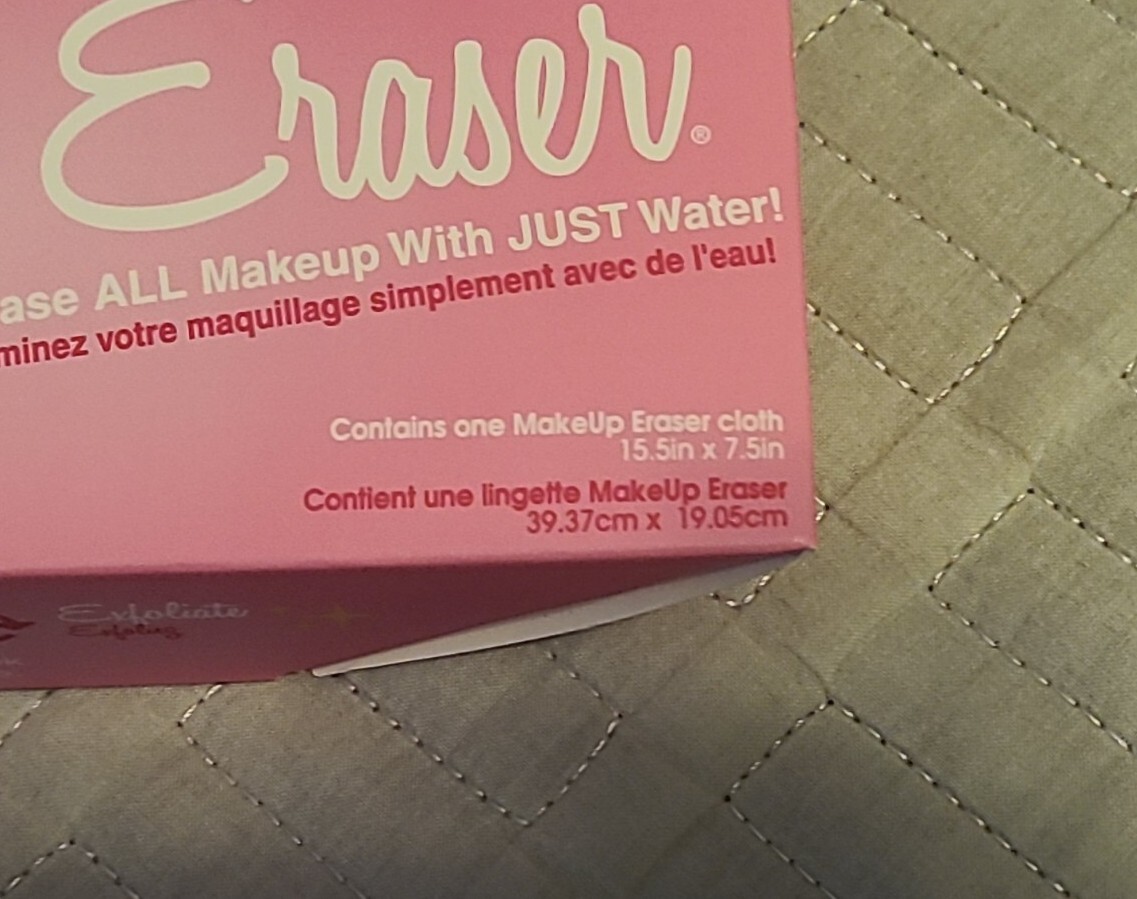 Eraser®
ase ALL Makeup With JUST Water!
minez votre maquillage simplement avec de l'eau!
Contains one MakeUp Eraser cloth
15.5in x 7.5in
Contient une lingette MakeUp Eraser
39.37cm x 19.05cm
Exfoliate
Exfoliez